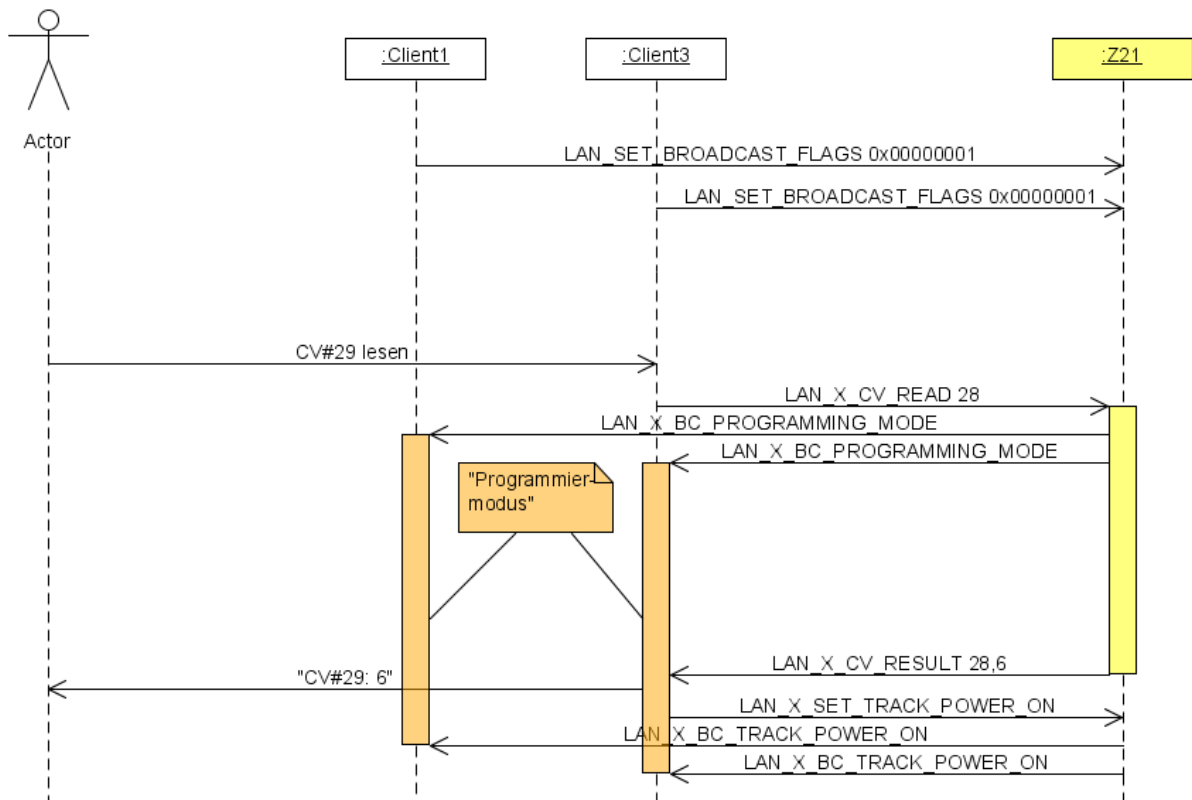 :Client1
:Client3
:Z21
Actor
LAN_SET_BROADCAST_FLAGS 0x00000001
LAN_SET_BROADCAST_FLAGS 0x00000001
CV#29 lesen
LAN_X_CV_READ 28
LAN_X_BC_PROGRAMMING_MODE
LAN_X_BC_PROGRAMMING_MODE
"Programmier-
modus"
LAN_X_CV_RESULT 28,6
"CV#29: 6"
LAN_X_SET_TRACK_POWER_ON
LAN_X_BC_TRACK_POWER_ON
LAN_X_BC_TRACK_POWER_ON